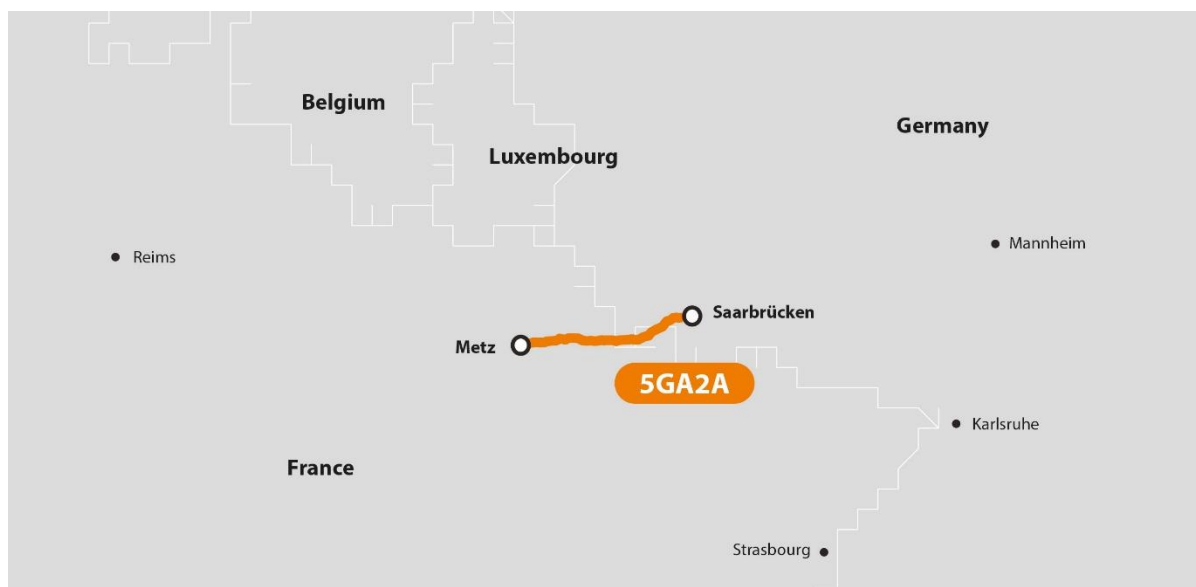 Belgium
Germany
Luxembourg
Mannheim
Reims
Saarbrücken
Metz
5GA2A
Karlsruhe
France
Strasbourg